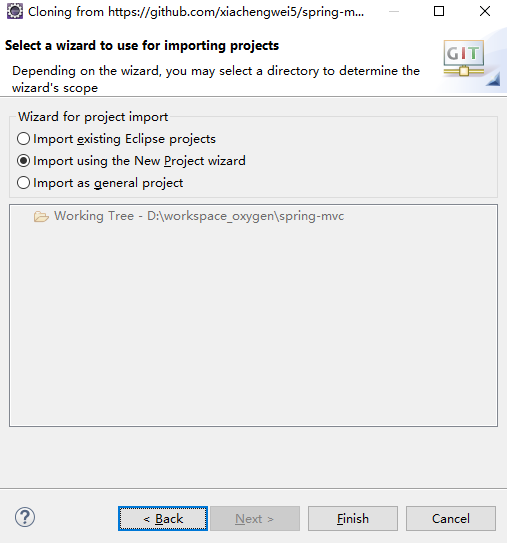 Cloning from https://github.com/xiachengwei5/spring-m...
Select a wizard to use for importing projects
GIT
Depending on the wizard, you may select a directory to determine the
wizard's scope
Wizard for project import
Import existing Eclipse projects
Import using the New Project wizard
Import as general project
Working Tree - D:\workspace_oxygen\spring-mvc
?
< Back
Next >
Finish
Cancel